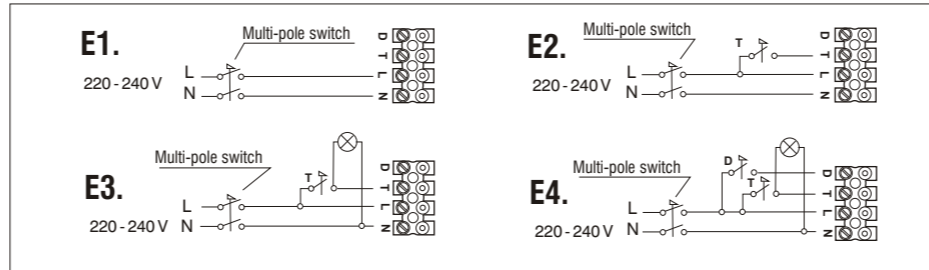 E1.
Multi-pole switch
L
220 - 240 V
N
D
T
L
N
E2.
Multi-pole switch
T
L
220 - 240 V
N
D
T
L
N
E3.
Multi-pole switch
T
L
220 - 240 V
N
D
T
L
N
E4.
Multi-pole switch
D
T
L
220 - 240 V
N
D
T
L
N